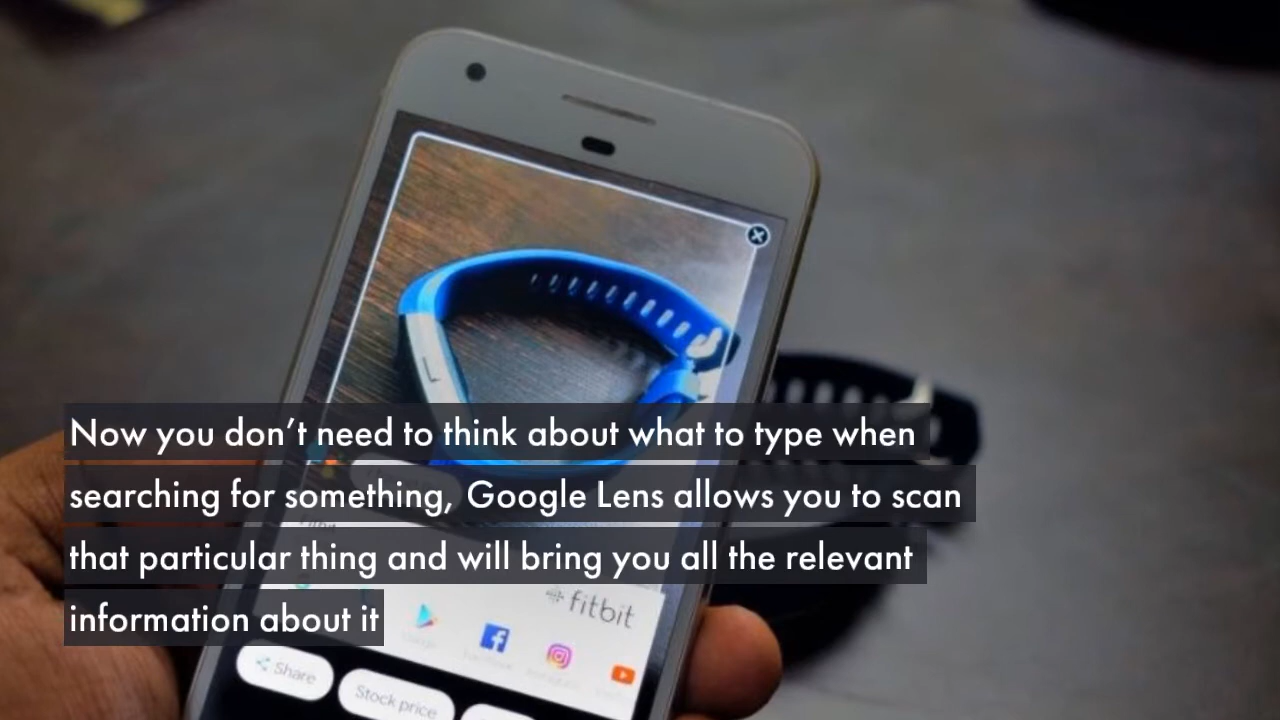 Now you don’t need to think about what to type when
searching for something, Google Lens allows you to scan
that particular thing and will bring you all the relevant
information about it
fitbit
Share
Stock price